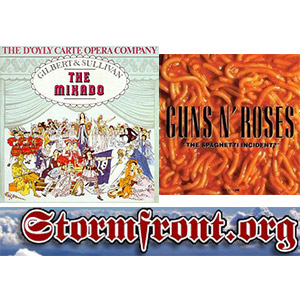 THE D'OYLY CARTE OPERA COMPANY
GILBERT & SULLIVAN
THE
MIKADO
GUNS N' ROSES
"THE SPAGHETTI INCIDENT?"
Stormfront.org